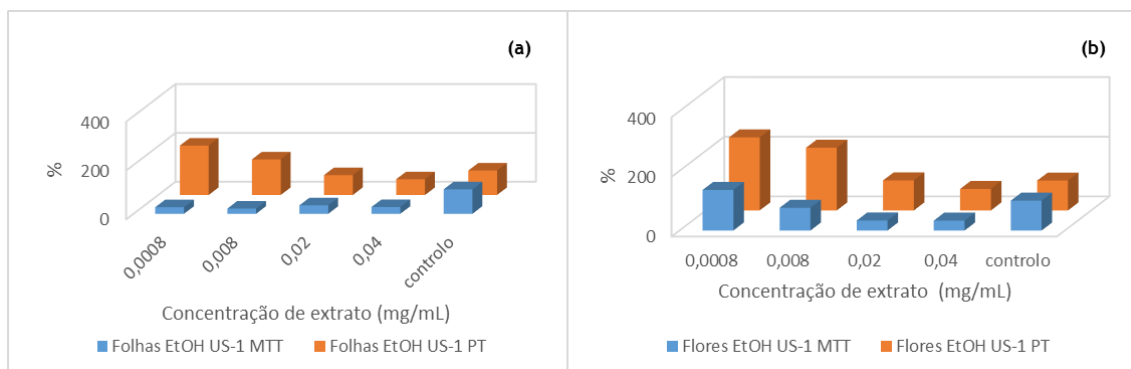 (a)
400
200
0
%
0,0008
0,008
0,02
0,04
controlo
Concentração de extrato (mg/mL)
Folhas EtOH US-1 MTT Folhas EtOH US-1 PT
(b)
400
200
0
%
0,0008 0,008 0,02 0,04 controlo
Concentração de extrato (mg/mL)
Flores EtOH US-1 MTT Flores EtOH US-1 PT